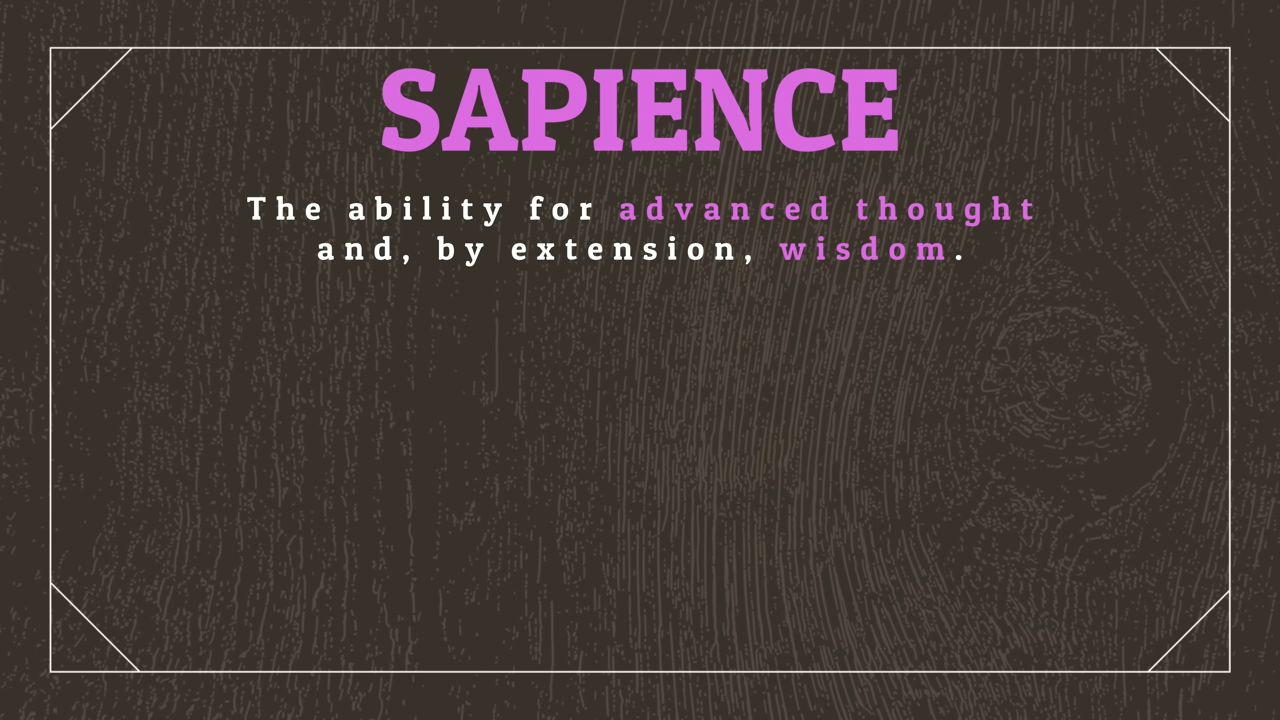 SAPIENCE
The ability for advanced thought
and, by extension, wisdom.